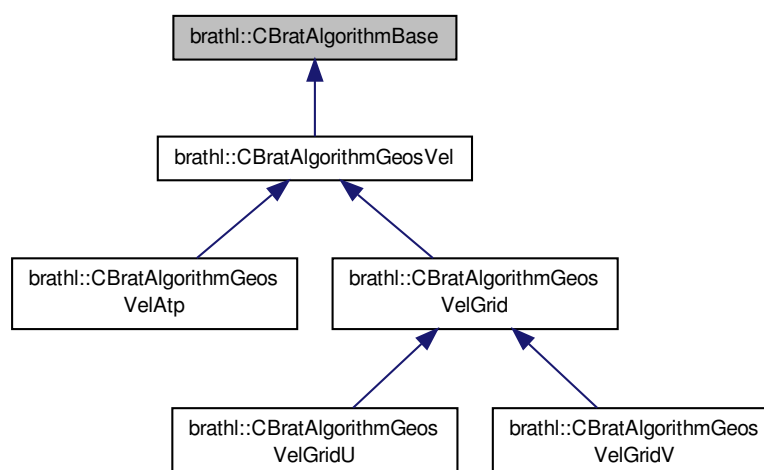 brathl::CBratAlgorithmBase
brathl::CBratAlgorithmGeosVel
brathl::CBratAlgorithmGeos
VelAtp
brathl::CBratAlgorithmGeos
VelGrid
brathl::CBratAlgorithmGeos
VelGridU
brathl::CBratAlgorithmGeos
VelGridV